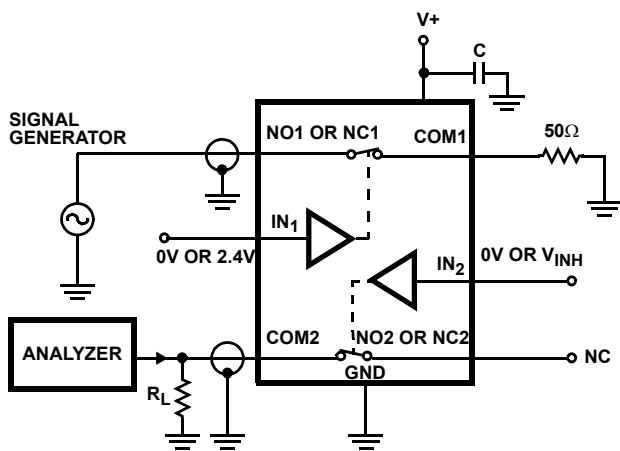 V+
C
SIGNAL
GENERATOR
NO1 OR NC1
COM1
50Ω
IN1
0V OR 2.4V
IN2
0V OR VINH
ANALYZER
COM2
NO2 OR NC2
NC
GND
RL